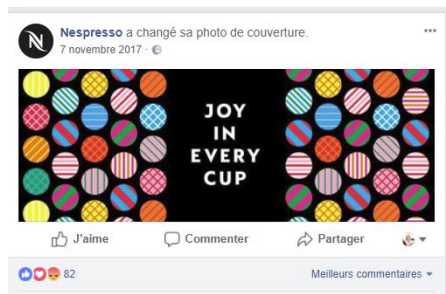 Nespresso a changé sa photo de couverture.
7 novembre 2017 ·
JOY
IN
EVERY
CUP
J'aime Commenter Partager
82 Meilleurs commentaires